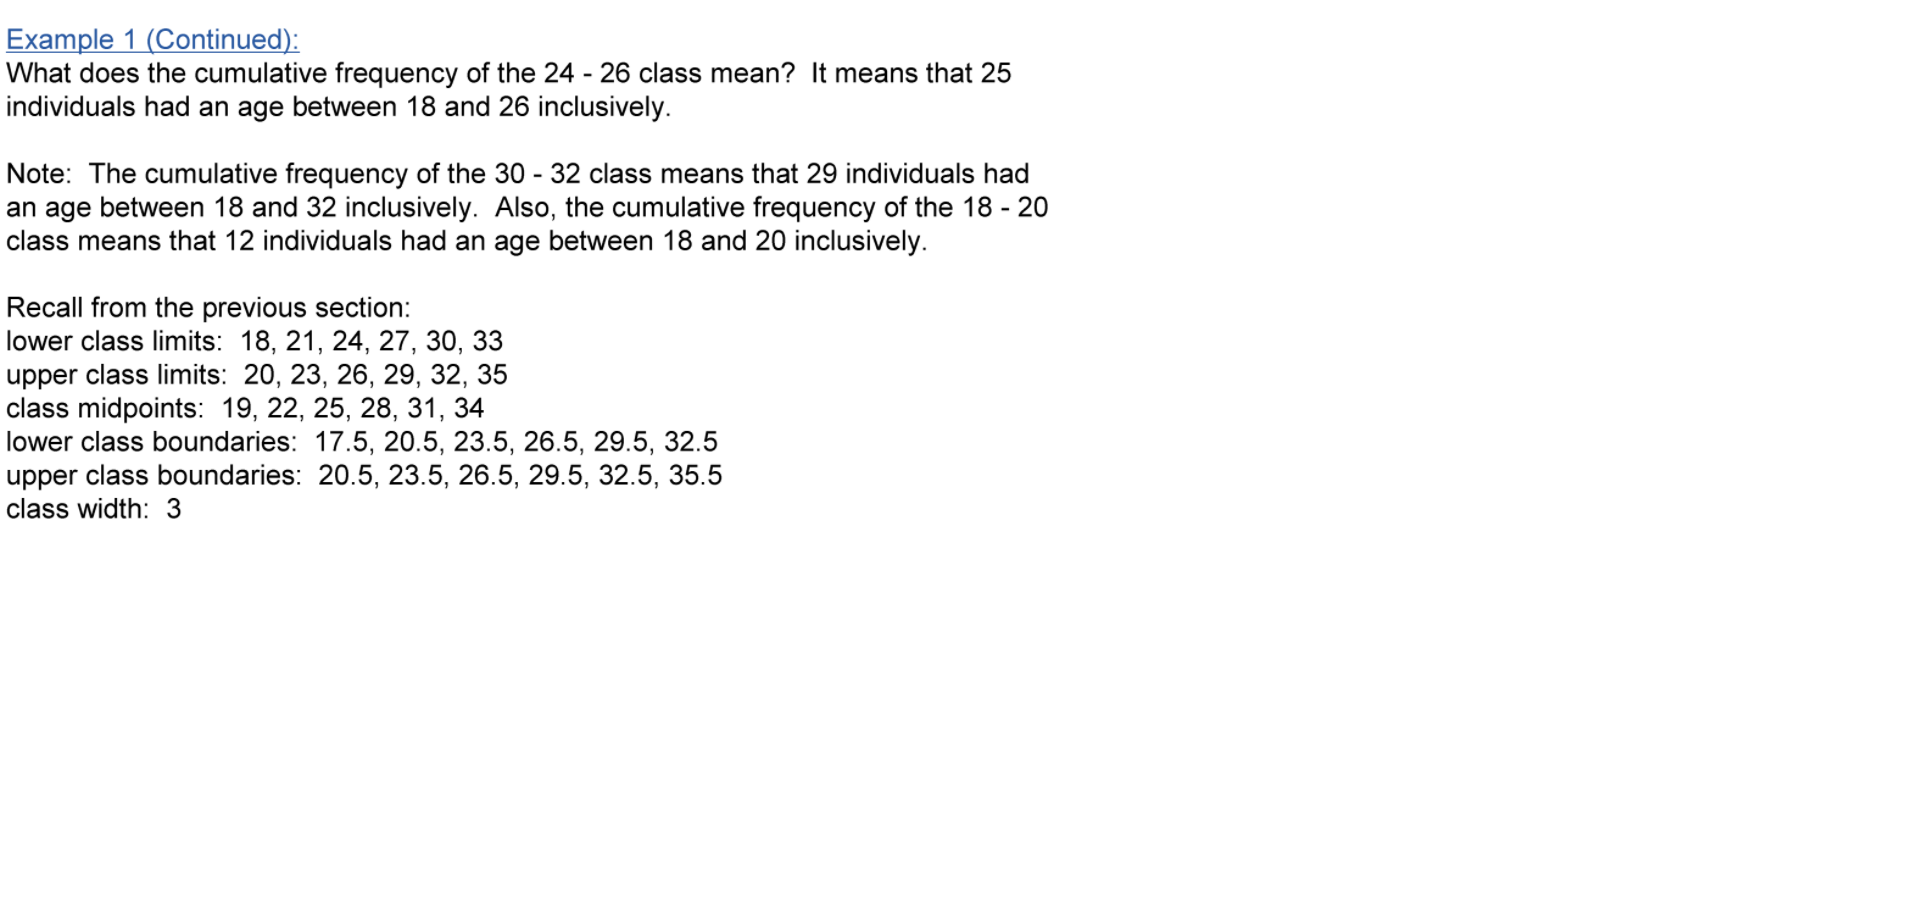 Example 1 (Continued):
What does the cumulative frequency of the 24 - 26 class mean?  It means that 25
individuals had an age between 18 and 26 inclusively.
Note:  The cumulative frequency of the 30 - 32 class means that 29 individuals had
an age between 18 and 32 inclusively.  Also, the cumulative frequency of the 18 - 20
class means that 12 individuals had an age between 18 and 20 inclusively.
Recall from the previous section:
lower class limits:  18, 21, 24, 27, 30, 33
upper class limits:  20, 23, 26, 29, 32, 35
class midpoints:  19, 22, 25, 28, 31, 34
lower class boundaries:  17.5, 20.5, 23.5, 26.5, 29.5, 32.5
upper class boundaries:  20.5, 23.5, 26.5, 29.5, 32.5, 35.5
class width:  3